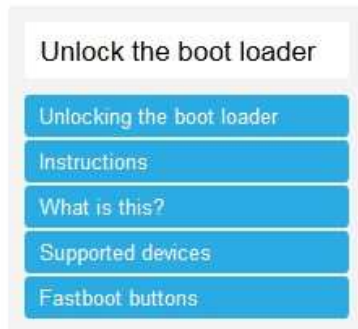 Unlock the boot loader
Unlocking the boot loader
Instructions
What is this?
Supported devices
Fastboot buttons